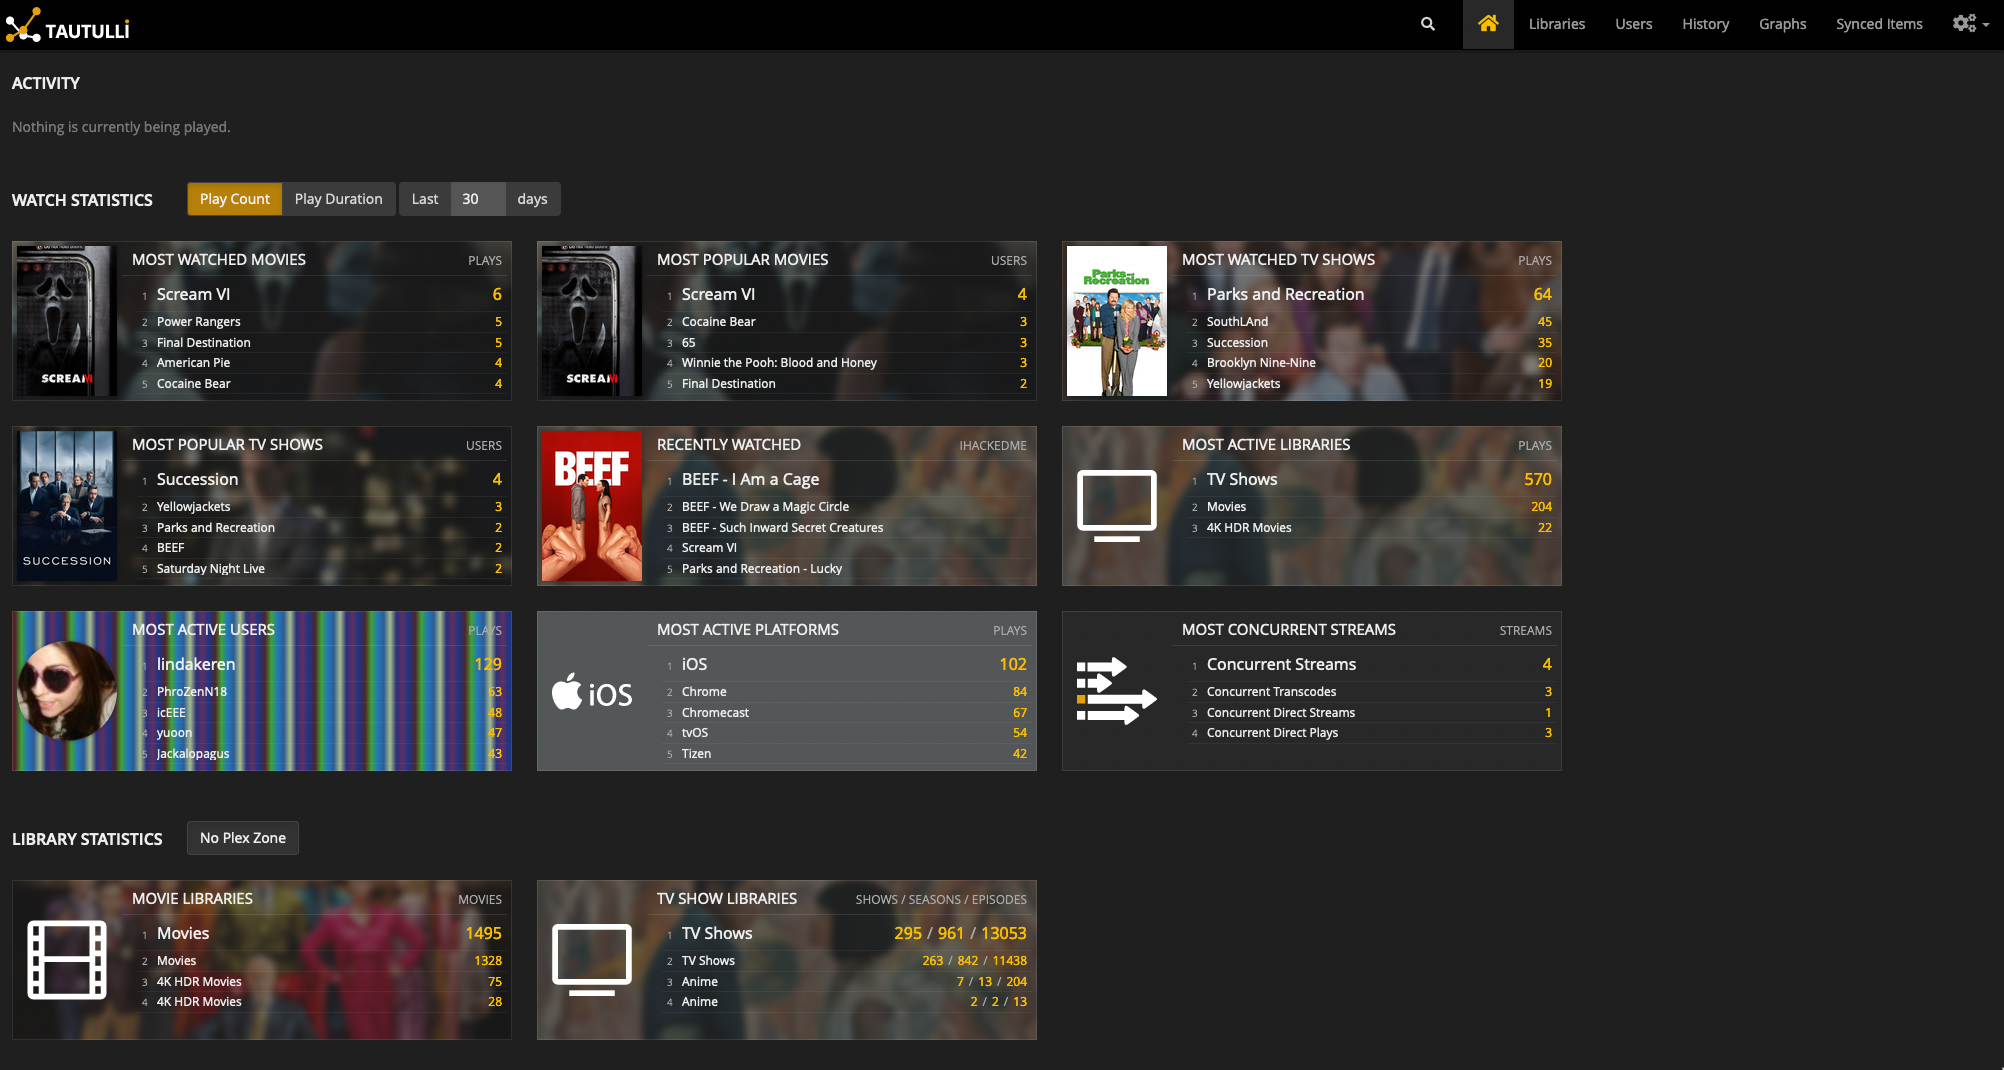 TAUTULLI
Libraries
Users
History
Graphs
Synced Items
ACTIVITY
Nothing is currently being played.
WATCH STATISTICS
Play Count
Play Duration
Last
30
days
MOST WATCHED MOVIES
PLAYS
1 Scream VI 6
2 Power Rangers 5
3 Final Destination 5
4 American Pie 4
5 Cocaine Bear 4
SCREAM
MOST POPULAR MOVIES
USERS
1 Scream VI 4
2 Cocaine Bear 3
3 65 3
4 Winnie the Pooh: Blood and Honey 3
5 Final Destination 2
SCREAM
MOST WATCHED TV SHOWS
PLAYS
Parks and
Recreation
1 Parks and Recreation 64
2 SouthLAnd 45
3 Succession 35
4 Brooklyn Nine-Nine 20
5 Yellowjackets 19
MOST POPULAR TV SHOWS
USERS
1 Succession 4
2 Yellowjackets 3
3 Parks and Recreation 2
4 BEEF 2
5 Saturday Night Live 2
SUCCESSION
RECENTLY WATCHED
IHACKEDME
BEEF
1 BEEF - I Am a Cage
2 BEEF - We Draw a Magic Circle
3 BEEF - Such Inward Secret Creatures
4 Scream VI
5 Parks and Recreation - Lucky
MOST ACTIVE LIBRARIES
PLAYS
1 TV Shows 570
2 Movies 204
3 4K HDR Movies 22
MOST ACTIVE USERS
PLAYS
1 lindakeren 129
2 PhroZenN18 63
3 icEEE 48
4 yuoon 47
5 Jackalopagus 43
MOST ACTIVE PLATFORMS
PLAYS
iOS
1 iOS 102
2 Chrome 84
3 Chromecast 67
4 tvOS 54
5 Tizen 42
MOST CONCURRENT STREAMS
STREAMS
1 Concurrent Streams 4
2 Concurrent Transcodes 3
3 Concurrent Direct Streams 1
4 Concurrent Direct Plays 3
LIBRARY STATISTICS
No Plex Zone
MOVIE LIBRARIES
MOVIES
1 Movies 1495
2 Movies 1328
3 4K HDR Movies 75
4 4K HDR Movies 28
TV SHOW LIBRARIES
SHOWS / SEASONS / EPISODES
1 TV Shows 295 / 961 / 13053
2 TV Shows 263 / 842 / 11438
3 Anime 7 / 13 / 204
4 Anime 2 / 2 / 13